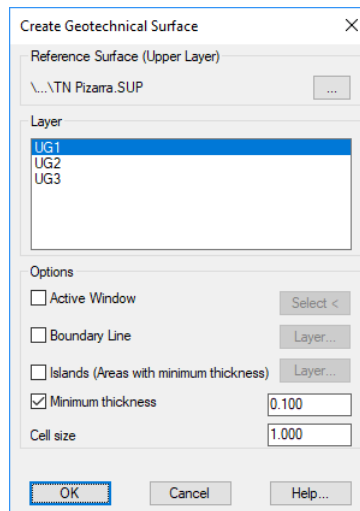 Create Geotechnical Surface
Reference Surface (Upper Layer)
\...\TN Pizarra.SUP
...
Layer
UG1
UG2
UG3
Options
Active Window
Select <
Boundary Line
Layer...
Islands (Areas with minimum thickness)
Layer...
Minimum thickness
0.100
Cell size
1.000
OK
Cancel
Help...